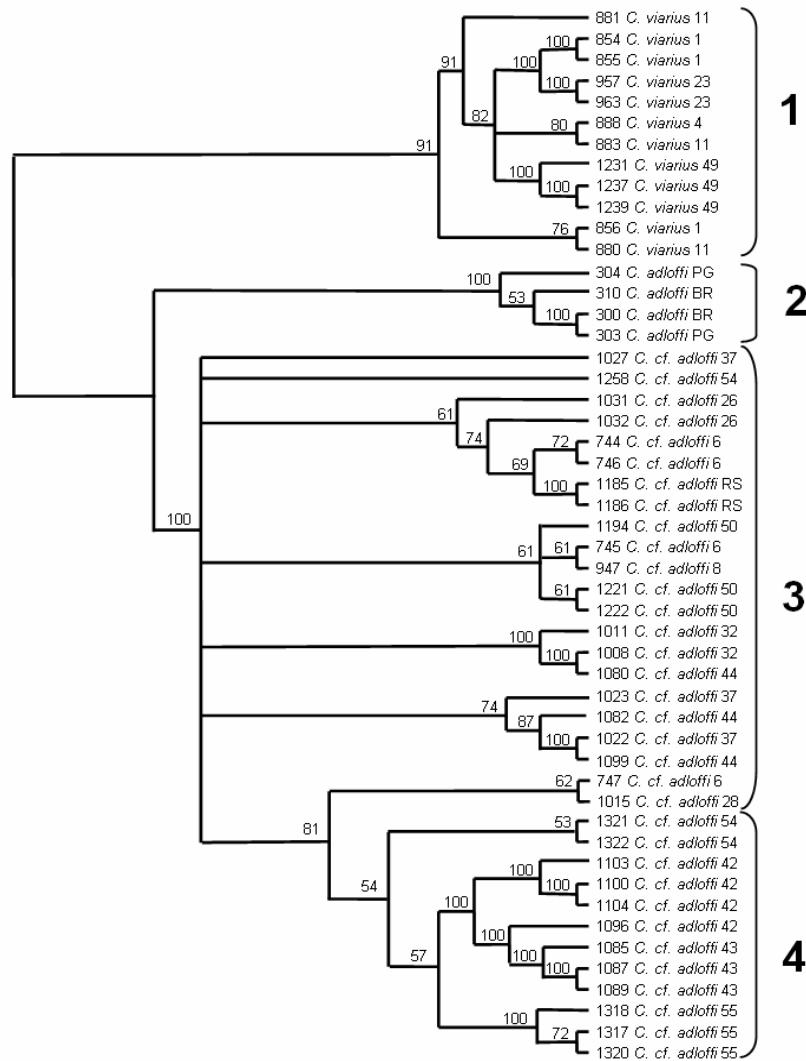 881 C. viarius 11
854 C. viarius 1
855 C. viarius 1
957 C. viarius 23
963 C. viarius 23
888 C. viarius 4
883 C. viarius 11
1231 C. viarius 49
1237 C. viarius 49
1239 C. viarius 49
856 C. viarius 1
880 C. viarius 11
304 C. adloffi PG
310 C. adloffi BR
300 C. adloffi BR
303 C. adloffi PG
1027 C. cf. adloffi 37
1258 C. cf. adloffi 54
1031 C. cf. adloffi 26
1032 C. cf. adloffi 26
744 C. cf. adloffi 6
746 C. cf. adloffi 6
1185 C. cf. adloffi RS
1186 C. cf. adloffi RS
1194 C. cf. adloffi 50
745 C. cf. adloffi 6
947 C. cf. adloffi 8
1221 C. cf. adloffi 50
1222 C. cf. adloffi 50
1011 C. cf. adloffi 32
1008 C. cf. adloffi 32
1080 C. cf. adloffi 44
1023 C. cf. adloffi 37
1082 C. cf. adloffi 44
1022 C. cf. adloffi 37
1099 C. cf. adloffi 44
747 C. cf. adloffi 6
1015 C. cf. adloffi 28
1321 C. cf. adloffi 54
1322 C. cf. adloffi 54
1103 C. cf. adloffi 42
1100 C. cf. adloffi 42
1104 C. cf. adloffi 42
1096 C. cf. adloffi 42
1085 C. cf. adloffi 43
1087 C. cf. adloffi 43
1089 C. cf. adloffi 43
1318 C. cf. adloffi 55
1317 C. cf. adloffi 55
1320 C. cf. adloffi 55
1
2
3
4
91
91
82
100
100
100
80
100
100
76
100
53
100
100
61
74
69
72
100
61
61
61
100
100
74
87
100
62
81
53
54
57
100
100
100
100
100
100
100
72